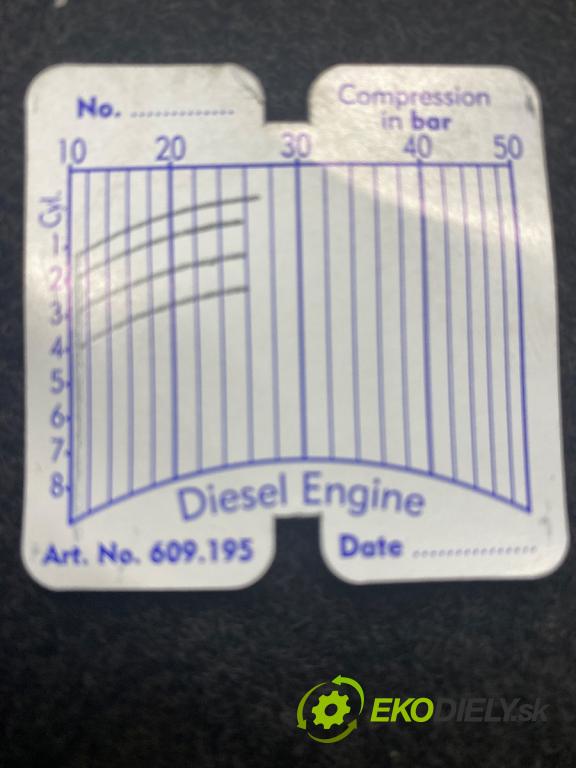 No. ..............
Compression
in bar
10 20 30 40 50
Cyl.
1
2
3
4
5
6
7
8
Diesel Engine
Art. No. 609.195
Date ................
EKODIELY.sk